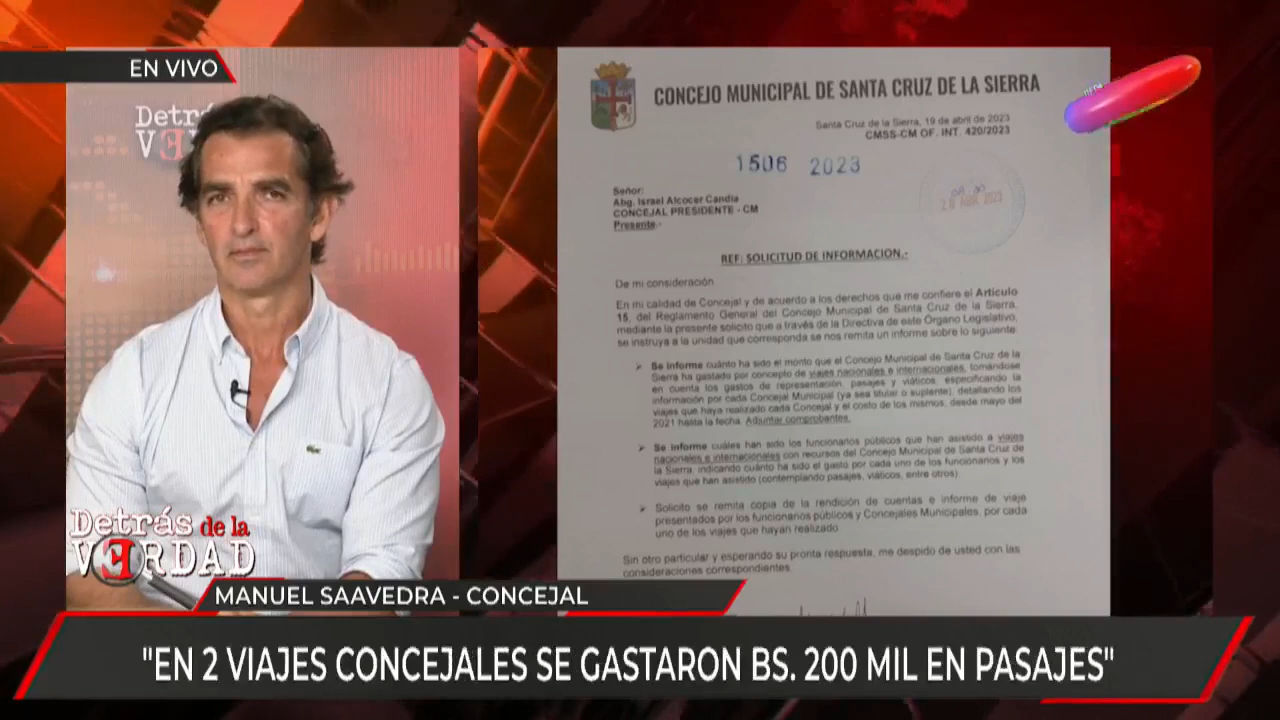 EN VIVO
Detrás
VERDAD
CONCEJO MUNICIPAL DE SANTA CRUZ DE LA SIERRA
Santa Cruz de la Sierra, 19 de abril de 2023
CMSS-CM OF. INT. 420/2023
1506 2023
Señor:
Abg. Israel Alcocer Candia
CONCEJAL PRESIDENTE - CM
Presente.-
ABR 2023
REF: SOLICITUD DE INFORMACION.-
De mi consideración
En mi calidad de Concejal y de acuerdo a los derechos que me confiere el Artículo
15, del Reglamento General del Concejo Municipal de Santa Cruz de la Sierra,
mediante la presente solicito que a través de la Directiva de este Órgano Legislativo,
se instruya a la unidad que corresponda se nos remita un informe sobre lo siguiente:
➢ Se informe cuánto ha sido el monto que el Concejo Municipal de Santa Cruz de la
Sierra ha gastado por concepto de viajes nacionales e internacionales, tomándose
en cuenta los gastos de representación, pasajes y viáticos, especificando la
información por cada Concejal Municipal (ya sea titular o suplente), detallando los
viajes que haya realizado cada Concejal y el costo de los mismos, desde mayo del
2021 hasta la fecha. Adjuntar comprobantes.
➢ Se informe cuáles han sido los funcionarios públicos que han asistido a viajes
nacionales e internacionales con recursos del Concejo Municipal de Santa Cruz de
la Sierra, indicando cuánto ha sido el gasto por cada uno de los funcionarios y los
viajes que han asistido (contemplando pasajes, viáticos, entre otros).
➢ Solicito se remita copia de la rendición de cuentas e informe de viaje
presentados por los funcionarios públicos y Concejales Municipales, por cada
uno de los viajes que hayan realizado
Sin otro particular y esperando su pronta respuesta, me despido de usted con las
consideraciones correspondientes.
Detrás de la
VERDAD
MANUEL SAAVEDRA - CONCEJAL
"EN 2 VIAJES CONCEJALES SE GASTARON BS. 200 MIL EN PASAJES"